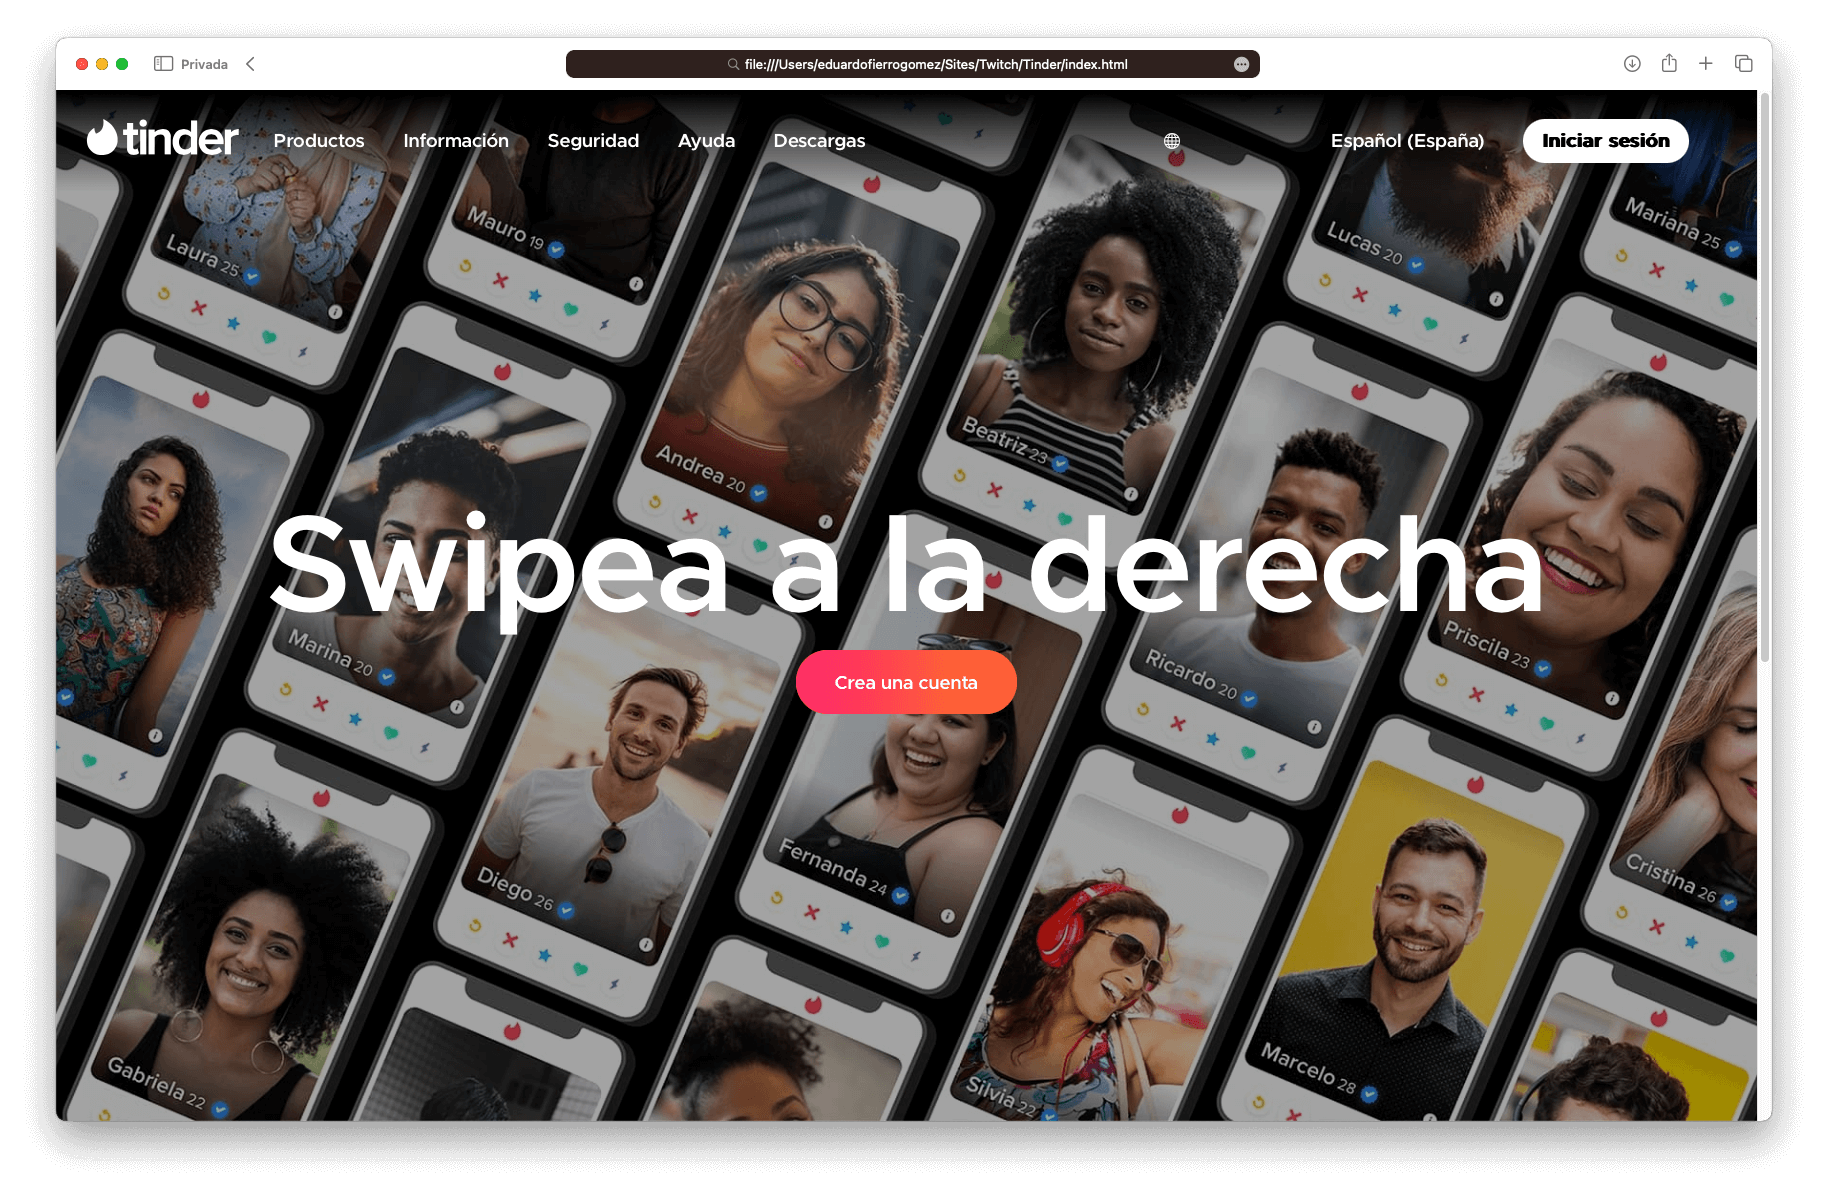 Privada
file:///Users/eduardofierrogomez/Sites/Twitch/Tinder/index.html
tinder
Productos
Información
Seguridad
Ayuda
Descargas
Español (España)
Iniciar sesión
Laura 25
Mauro 19
Lucas 20
Mariana 25
Andrea 20
Beatriz 23
Swipea a la derecha
Marina 20
Ricardo 20
Priscila 23
Crea una cuenta
Diego 26
Fernanda 24
Cristina 26
Gabriela 22
Silvia 22
Marcelo 28